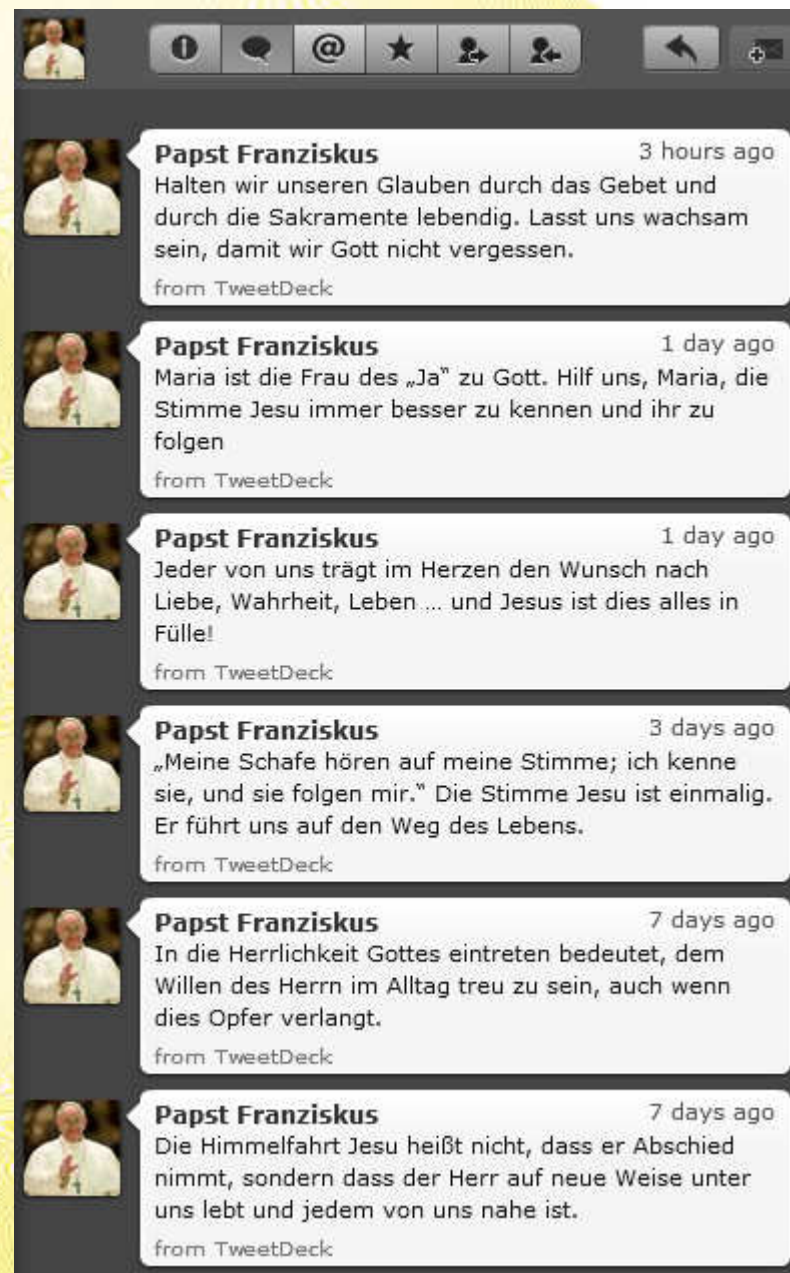 Papst Franziskus 3 hours ago
Halten wir unseren Glauben durch das Gebet und
durch die Sakramente lebendig. Lasst uns wachsam
sein, damit wir Gott nicht vergessen.
from TweetDeck
Papst Franziskus 1 day ago
Maria ist die Frau des „Ja“ zu Gott. Hilf uns, Maria, die
Stimme Jesu immer besser zu kennen und ihr zu
folgen
from TweetDeck
Papst Franziskus 1 day ago
Jeder von uns trägt im Herzen den Wunsch nach
Liebe, Wahrheit, Leben … und Jesus ist dies alles in
Fülle!
from TweetDeck
Papst Franziskus 3 days ago
„Meine Schafe hören auf meine Stimme; ich kenne
sie, und sie folgen mir.“ Die Stimme Jesu ist einmalig.
Er führt uns auf den Weg des Lebens.
from TweetDeck
Papst Franziskus 7 days ago
In die Herrlichkeit Gottes eintreten bedeutet, dem
Willen des Herrn im Alltag treu zu sein, auch wenn
dies Opfer verlangt.
from TweetDeck
Papst Franziskus 7 days ago
Die Himmelfahrt Jesu heißt nicht, dass er Abschied
nimmt, sondern dass der Herr auf neue Weise unter
uns lebt und jedem von uns nahe ist.
from TweetDeck